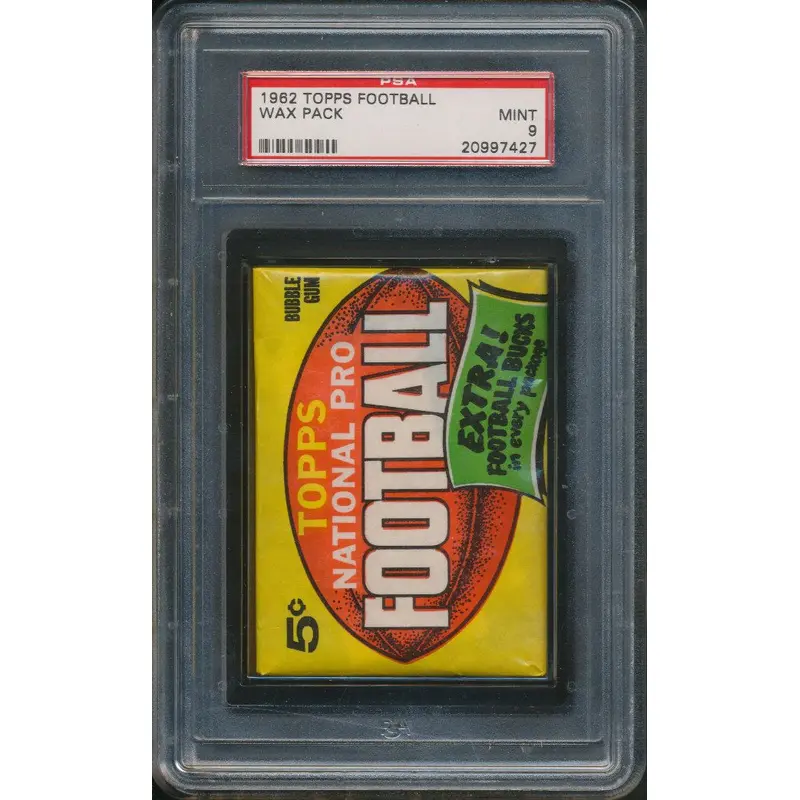 PSA
1962 TOPPS FOOTBALL
WAX PACK
MINT
9
20997427
BUBBLE
GUM
TOPPS
NATIONAL PRO
FOOTBALL
EXTRA!
FOOTBALL BUCKS
in every package
5¢